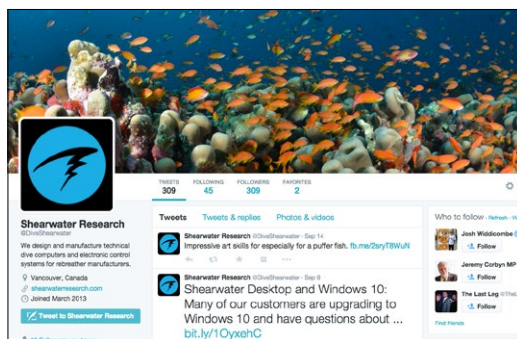 TWEETS FOLLOWING FOLLOWERS FAVORITES
309 45 309 2
Shearwater Research
@DiveShearwater
We design and manufacture technical
dive computers and electronic control
systems for rebreather manufacturers.
Vancouver, Canada
shearwaterresearch.com
Joined March 2013
Tweet to Shearwater Research
Tweets Tweets & replies Photos & videos
Shearwater Research @DiveShearwater · Sep 14
Impressive art skills for especially for a puffer fish. fb.me/2sryT8WuN
Shearwater Research @DiveShearwater · Sep 9
Shearwater Desktop and Windows 10:
Many of our customers are upgrading to
Windows 10 and have questions about ...
bit.ly/1OyxehC
Who to follow · Refresh ·
Josh Widdicombe
Follow
Jeremy Corbyn MP
Follow
The Last Leg
Follow
Find friends